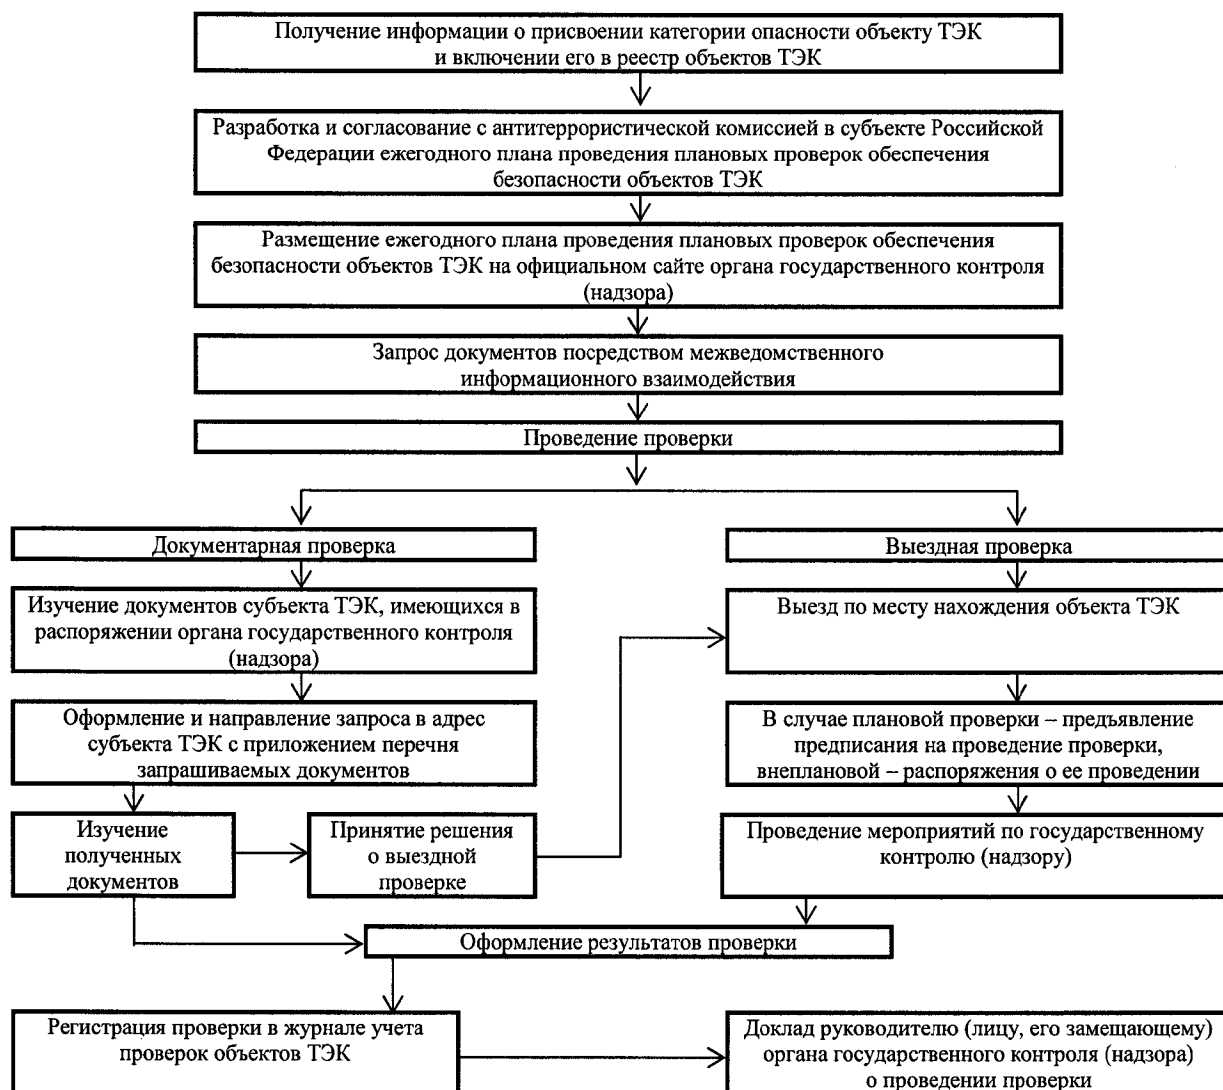 Получение информации о присвоении категории опасности объекту ТЭК
и включении его в реестр объектов ТЭК
Разработка и согласование с антитеррористической комиссией в субъекте Российской
Федерации ежегодного плана проведения плановых проверок обеспечения
безопасности объектов ТЭК
Размещение ежегодного плана проведения плановых проверок обеспечения
безопасности объектов ТЭК на официальном сайте органа государственного контроля
(надзора)
Запрос документов посредством межведомственного
информационного взаимодействия
Проведение проверки
Документарная проверка
Изучение документов субъекта ТЭК, имеющихся в
распоряжении органа государственного контроля
(надзора)
Оформление и направление запроса в адрес
субъекта ТЭК с приложением перечня
запрашиваемых документов
Изучение
полученных
документов
Принятие решения
о выездной
проверке
Выездная проверка
Выезд по месту нахождения объекта ТЭК
В случае плановой проверки – предъявление
предписания на проведение проверки,
внеплановой – распоряжения о ее проведении
Проведение мероприятий по государственному
контролю (надзору)
Оформление результатов проверки
Регистрация проверки в журнале учета
проверок объектов ТЭК
Доклад руководителю (лицу, его замещающему)
органа государственного контроля (надзора)
о проведении проверки